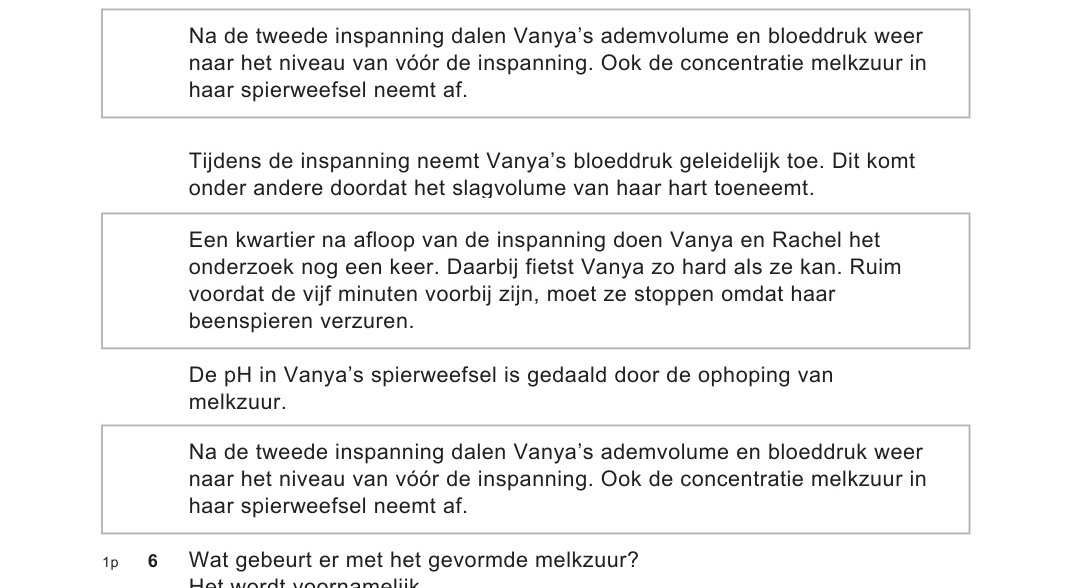 Na de tweede inspanning dalen Vanya’s ademvolume en bloeddruk weer
naar het niveau van vóór de inspanning. Ook de concentratie melkzuur in
haar spierweefsel neemt af.
Tijdens de inspanning neemt Vanya’s bloeddruk geleidelijk toe. Dit komt
onder andere doordat het slagvolume van haar hart toeneemt.
Een kwartier na afloop van de inspanning doen Vanya en Rachel het
onderzoek nog een keer. Daarbij fietst Vanya zo hard als ze kan. Ruim
voordat de vijf minuten voorbij zijn, moet ze stoppen omdat haar
beenspieren verzuren.
De pH in Vanya’s spierweefsel is gedaald door de ophoping van
melkzuur.
Na de tweede inspanning dalen Vanya’s ademvolume en bloeddruk weer
naar het niveau van vóór de inspanning. Ook de concentratie melkzuur in
haar spierweefsel neemt af.
1p 6 Wat gebeurt er met het gevormde melkzuur?
Het wordt voornamelijk